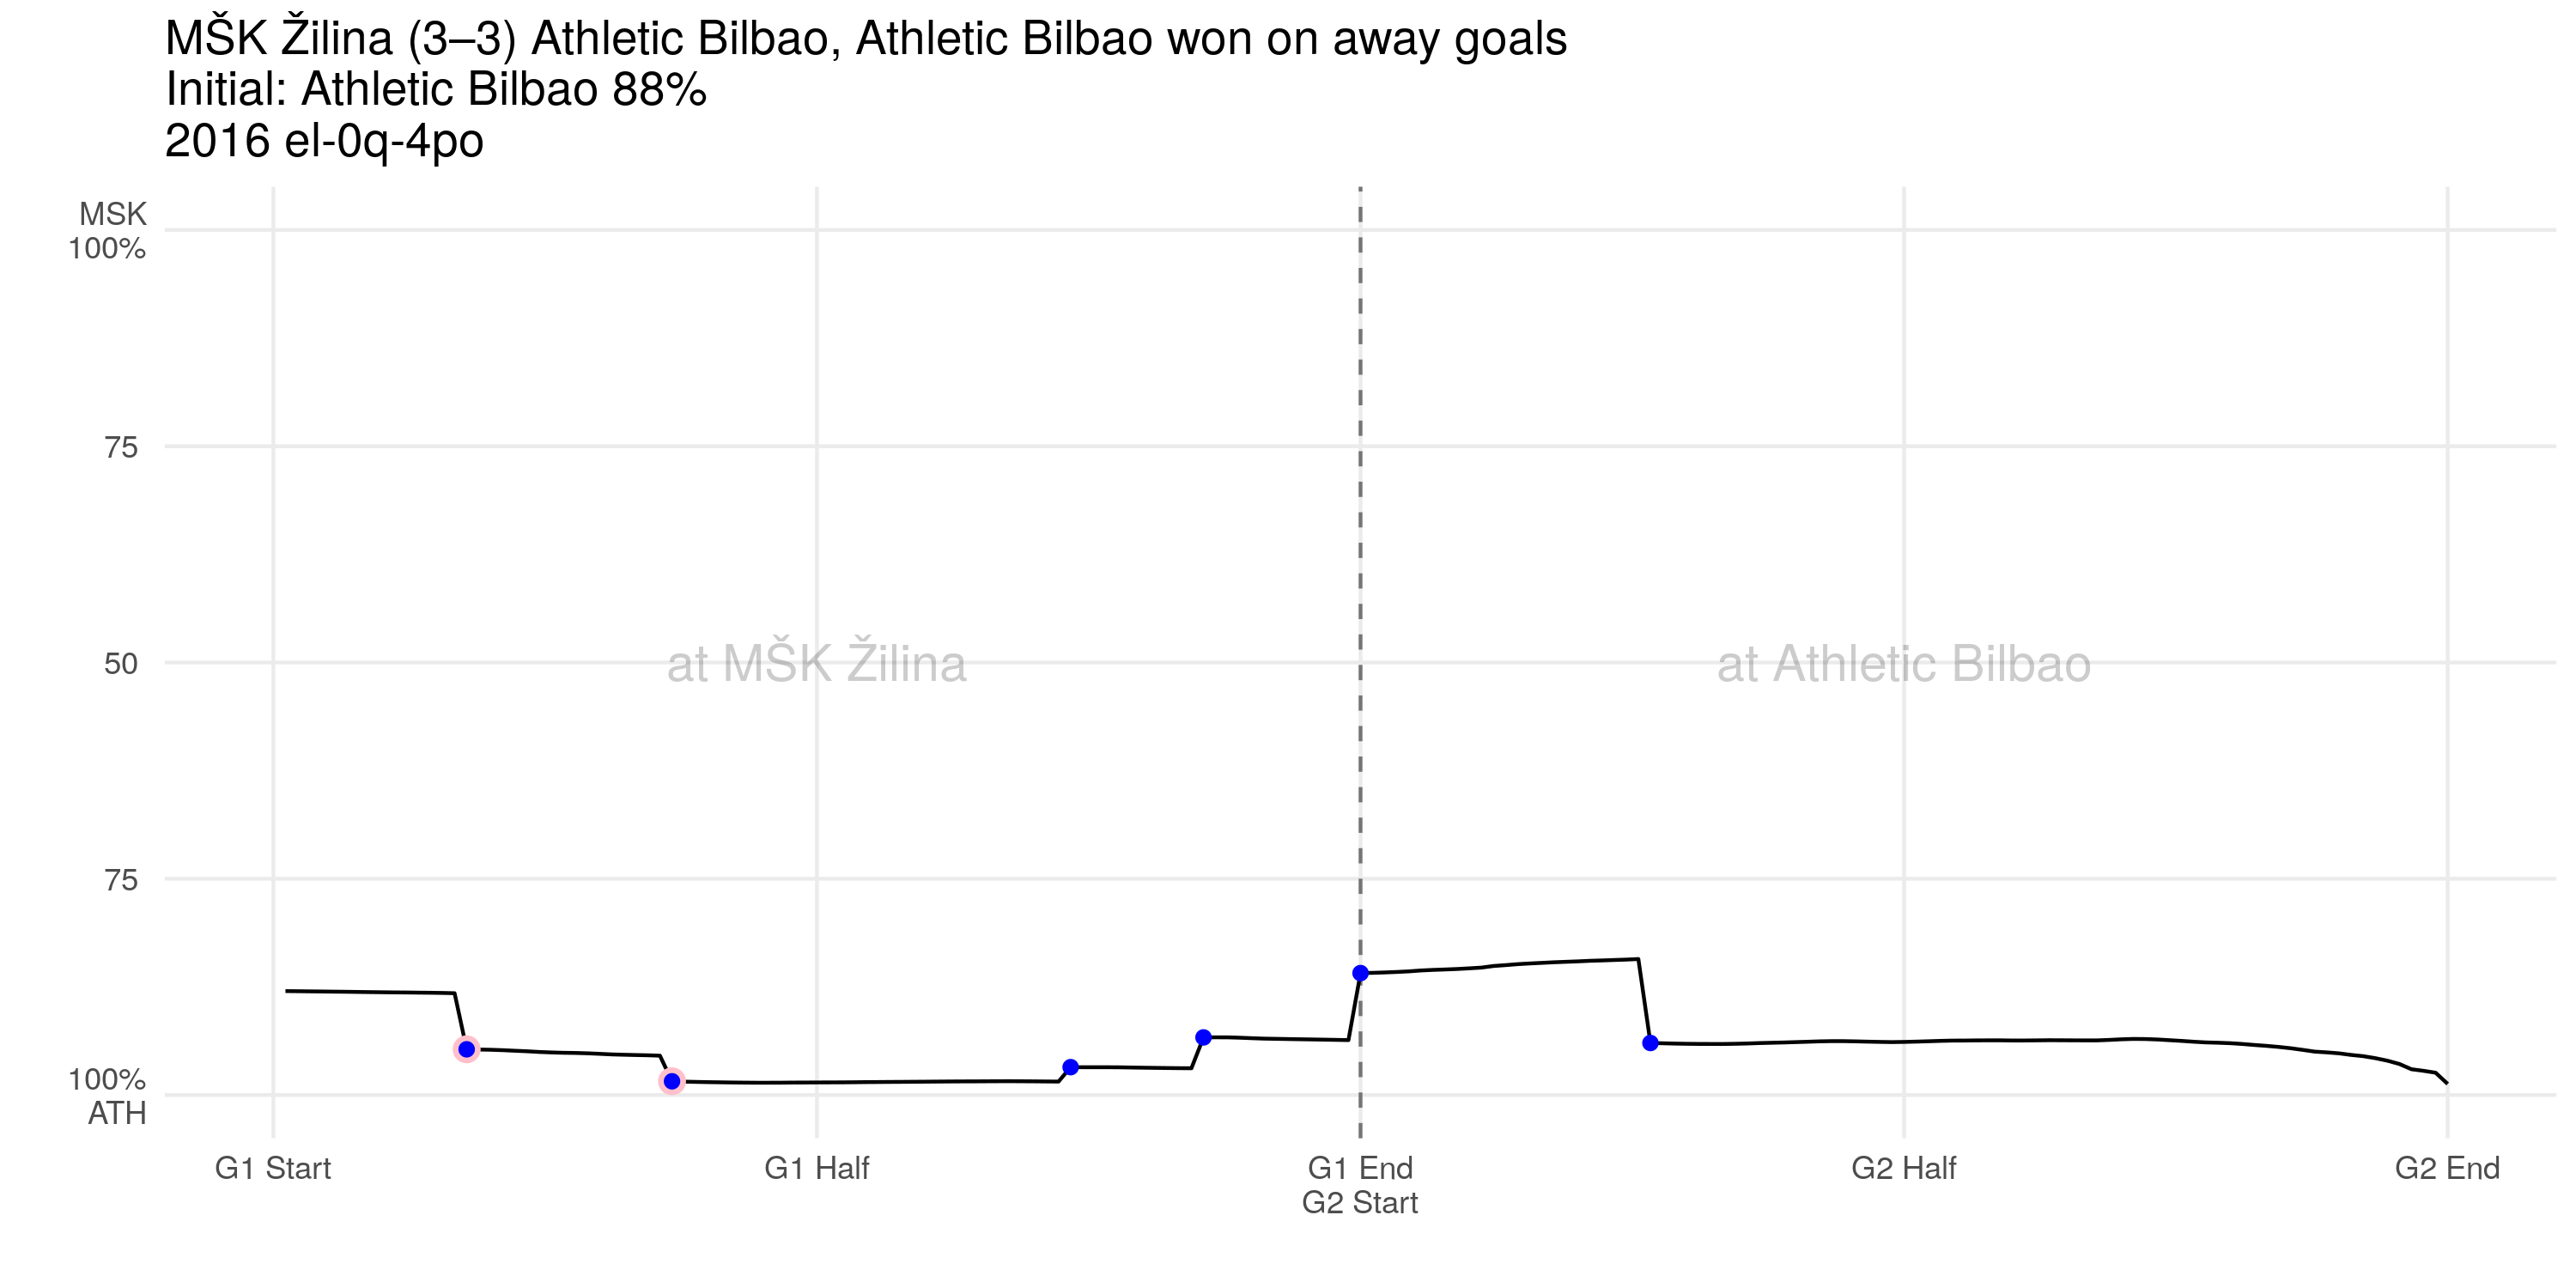 MŠK Žilina (3–3) Athletic Bilbao, Athletic Bilbao won on away goals
Initial: Athletic Bilbao 88%
2016 el-0q-4po
MSK
100%
75
50
75
100%
ATH
at MŠK Žilina
at Athletic Bilbao
G1 Start
G1 Half
G1 End
G2 Start
G2 Half
G2 End